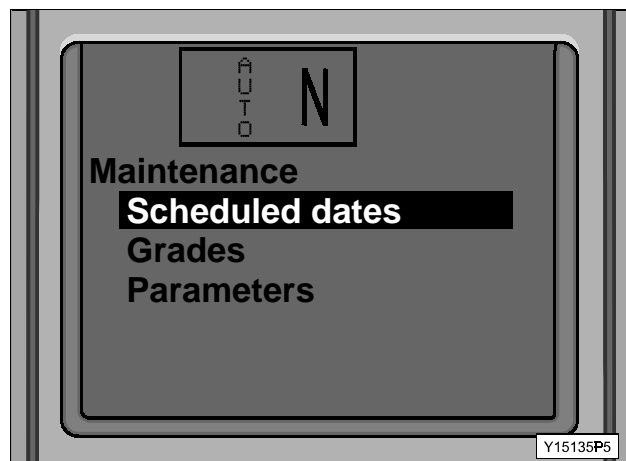 AUTO N
Maintenance
Scheduled dates
Grades
Parameters
Y15135P5